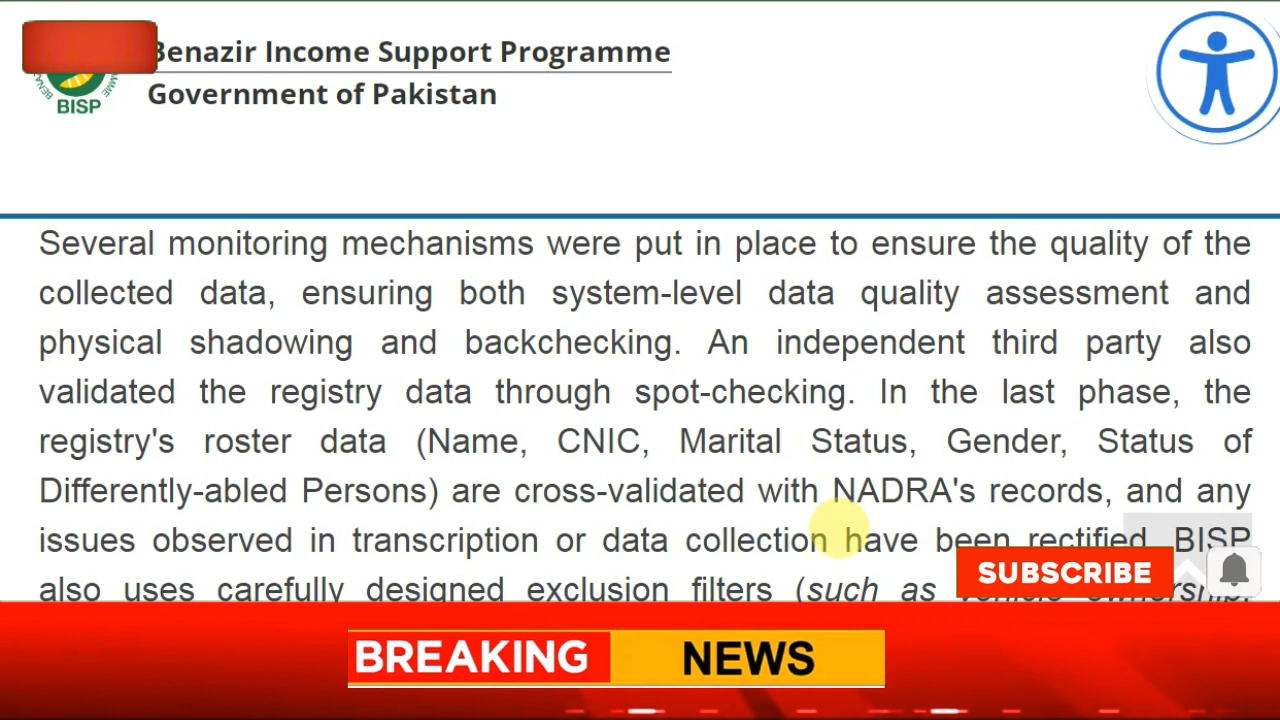 Benazir Income Support Programme
Government of Pakistan
BISP
Several monitoring mechanisms were put in place to ensure the quality of the
collected data, ensuring both system-level data quality assessment and
physical shadowing and backchecking. An independent third party also
validated the registry data through spot-checking. In the last phase, the
registry's roster data (Name, CNIC, Marital Status, Gender, Status of
Differently-abled Persons) are cross-validated with NADRA's records, and any
issues observed in transcription or data collection have been rectified. BISP
also uses carefully designed exclusion filters (such as vehicle ownership,
SUBSCRIBE
BREAKING NEWS